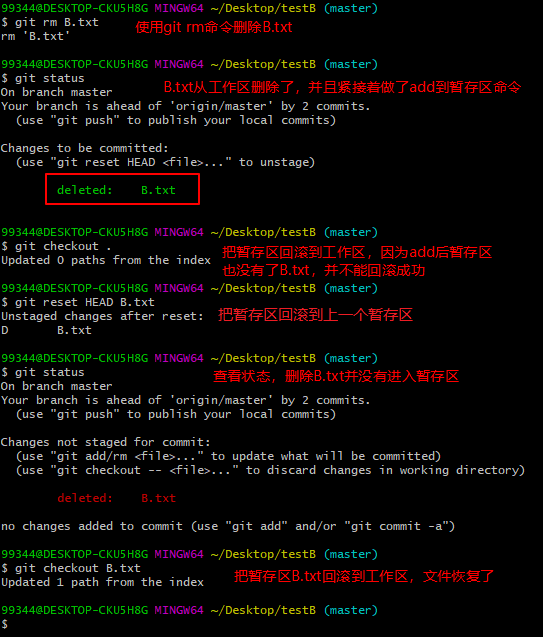 99344@DESKTOP-CKU5H8G MINGW64 ~/Desktop/testB (master)
$ git rm B.txt 使用git rm命令删除B.txt
rm 'B.txt'
99344@DESKTOP-CKU5H8G MINGW64 ~/Desktop/testB (master)
$ git status
On branch master B.txt从工作区删除了，并且紧接着做了add到暂存区命令
Your branch is ahead of 'origin/master' by 2 commits.
(use "git push" to publish your local commits)
Changes to be committed:
(use "git reset HEAD <file>..." to unstage)
deleted: B.txt
99344@DESKTOP-CKU5H8G MINGW64 ~/Desktop/testB (master)
$ git checkout . 把暂存区回滚到工作区，因为add后暂存区
Updated 0 paths from the index 也没有了B.txt，并不能回滚成功
99344@DESKTOP-CKU5H8G MINGW64 ~/Desktop/testB (master)
$ git reset HEAD B.txt
Unstaged changes after reset: 把暂存区回滚到上一个暂存区
D B.txt
99344@DESKTOP-CKU5H8G MINGW64 ~/Desktop/testB (master)
$ git status 查看状态，删除B.txt并没有进入暂存区
On branch master
Your branch is ahead of 'origin/master' by 2 commits.
(use "git push" to publish your local commits)
Changes not staged for commit:
(use "git add/rm <file>..." to update what will be committed)
(use "git checkout -- <file>..." to discard changes in working directory)
deleted: B.txt
no changes added to commit (use "git add" and/or "git commit -a")
99344@DESKTOP-CKU5H8G MINGW64 ~/Desktop/testB (master)
$ git checkout B.txt 把暂存区B.txt回滚到工作区，文件恢复了
Updated 1 path from the index
99344@DESKTOP-CKU5H8G MINGW64 ~/Desktop/testB (master)
$